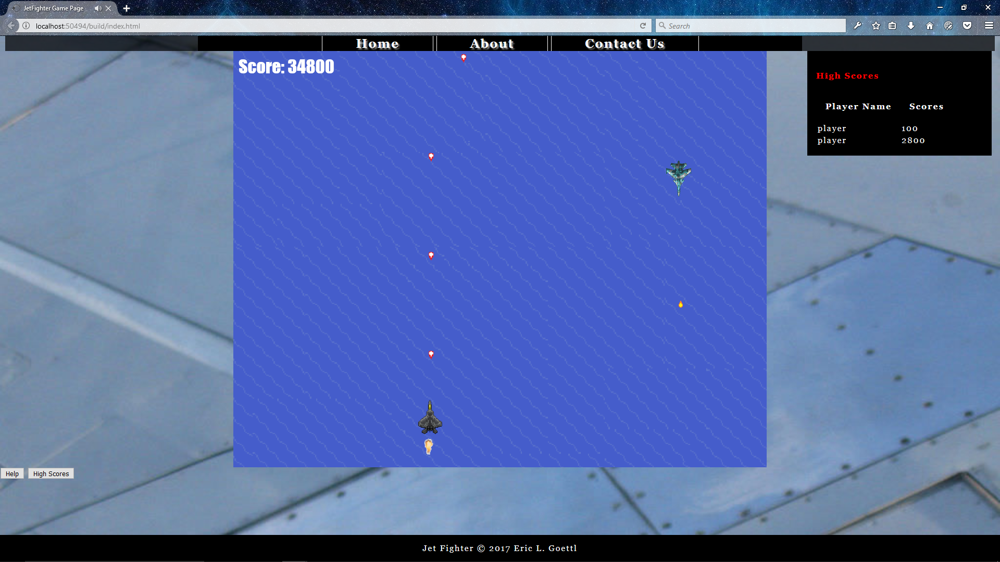 JetFighter Game Page
localhost:50494/build/index.html
Search
Home
About
Contact Us
Score: 34800
High Scores
Player Name Scores
player 100
player 2800
Help
High Scores
Jet Fighter © 2017 Eric L. Goettl